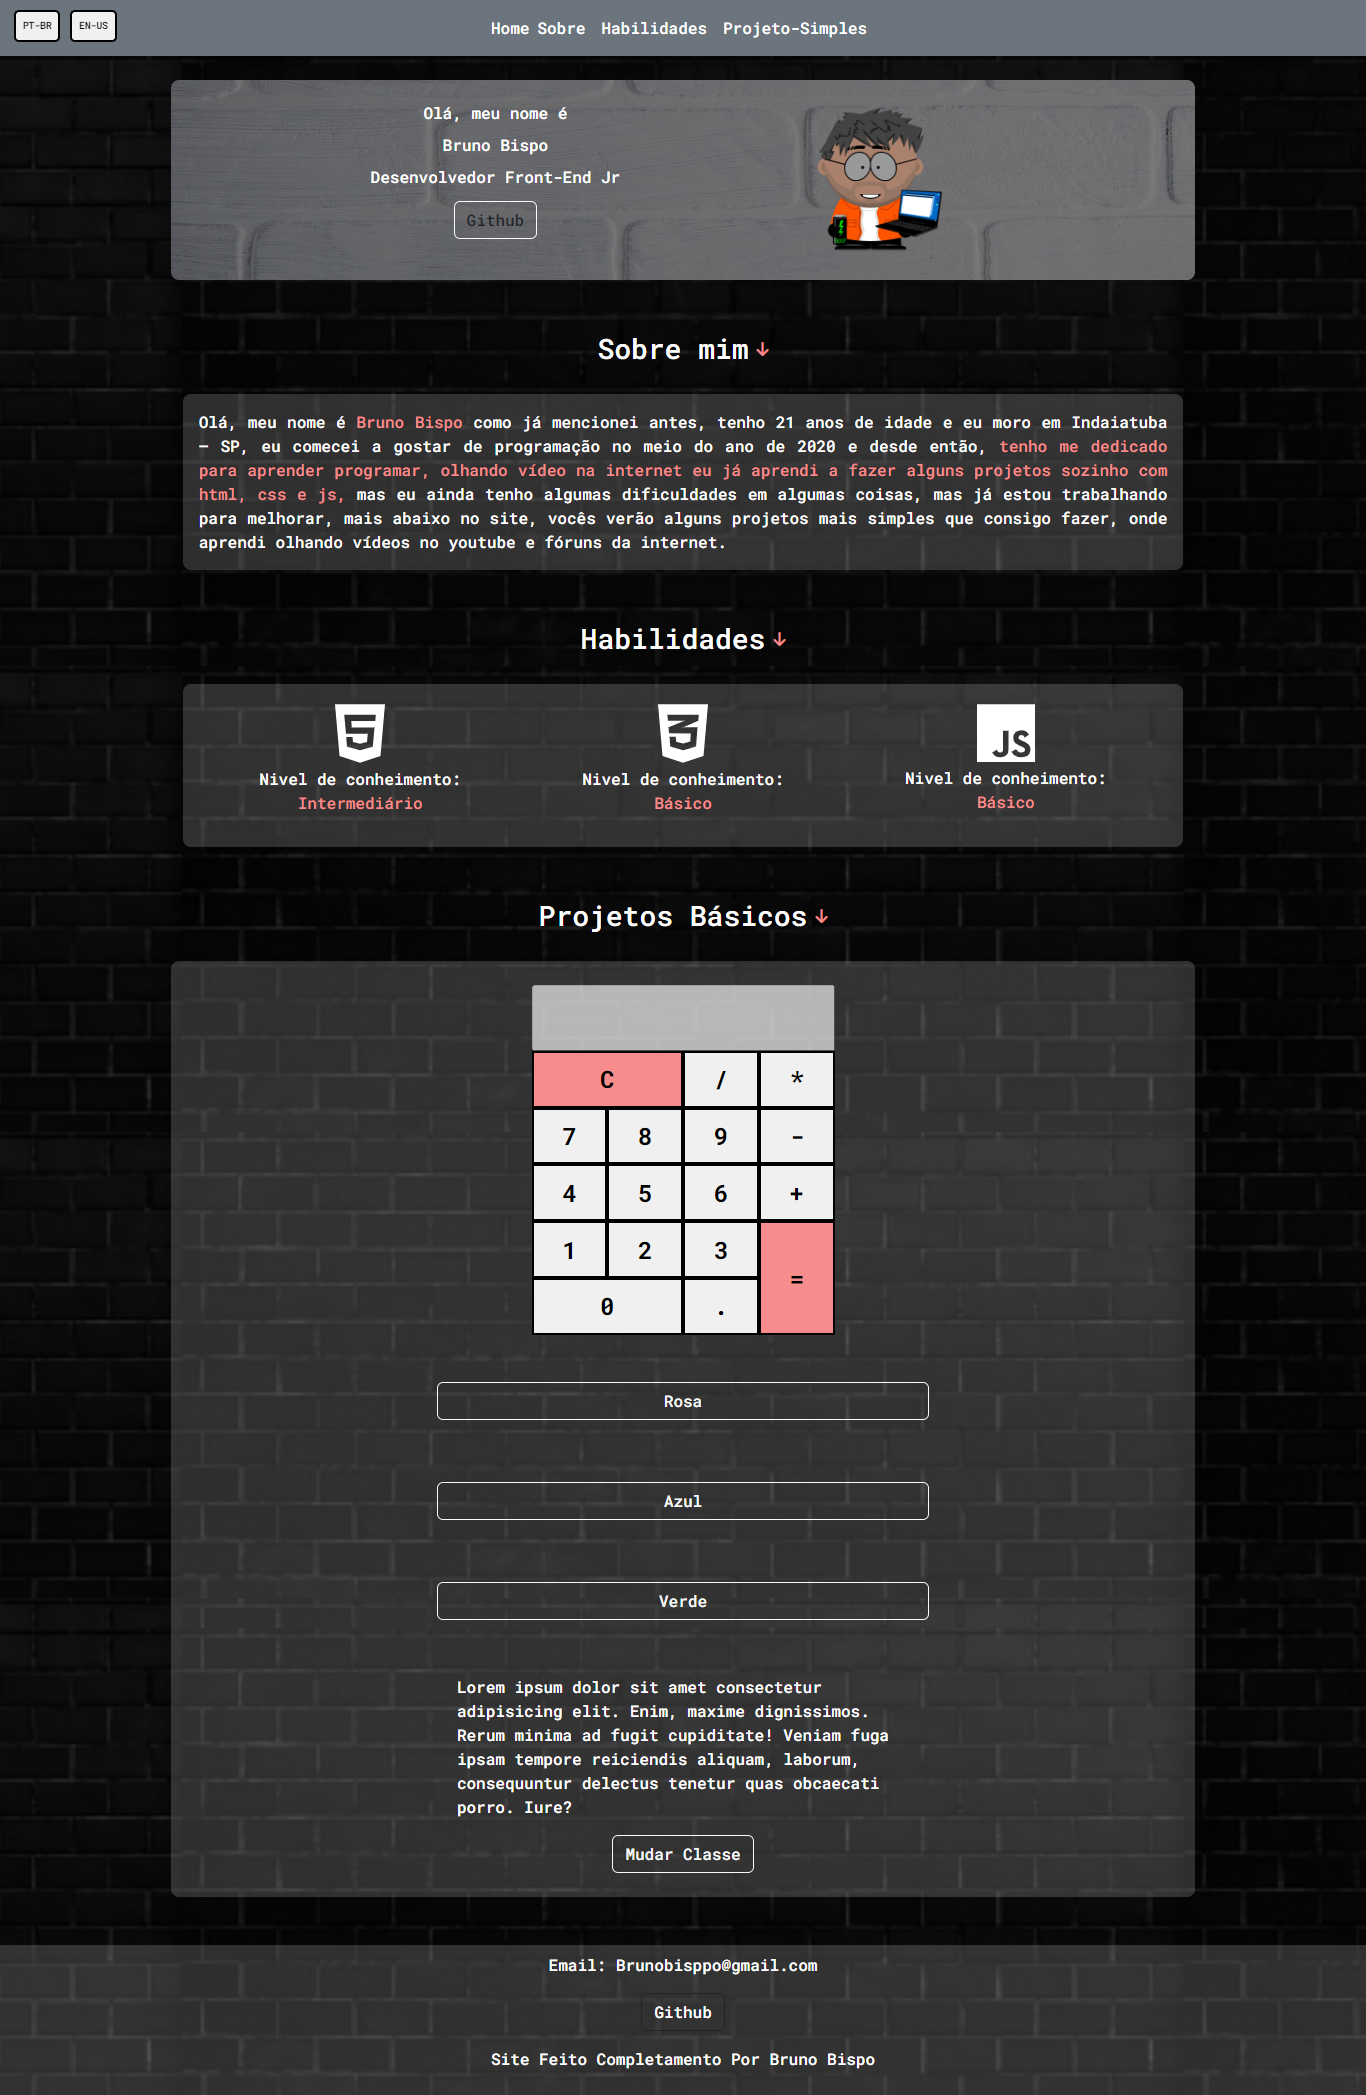 PT-BR EN-US Home Sobre Habilidades Projeto-Simples
Olá, meu nome é
Bruno Bispo
Desenvolvedor Front-End Jr
Github
Sobre mim
Olá, meu nome é Bruno Bispo como já mencionei antes, tenho 21 anos de idade e eu moro em Indaiatuba
– SP, eu comecei a gostar de programação no meio do ano de 2020 e desde então, tenho me dedicado
para aprender programar, olhando vídeo na internet eu já aprendi a fazer alguns projetos sozinho com
html, css e js, mas eu ainda tenho algumas dificuldades em algumas coisas, mas já estou trabalhando
para melhorar, mais abaixo no site, vocês verão alguns projetos mais simples que consigo fazer, onde
aprendi olhando vídeos no youtube e fóruns da internet.
Habilidades
5 3 JS
Nivel de conheimento: Nivel de conheimento: Nivel de conheimento:
Intermediário Básico Básico
Projetos Básicos
C / *
7 8 9 -
4 5 6 +
1 2 3 =
0 .
Rosa
Azul
Verde
Lorem ipsum dolor sit amet consectetur
adipisicing elit. Enim, maxime dignissimos.
Rerum minima ad fugit cupiditate! Veniam fuga
ipsam tempore reiciendis aliquam, laborum,
consequuntur delectus tenetur quas obcaecati
porro. Iure?
Mudar Classe
Email: Brunobisppo@gmail.com
Github
Site Feito Completamento Por Bruno Bispo